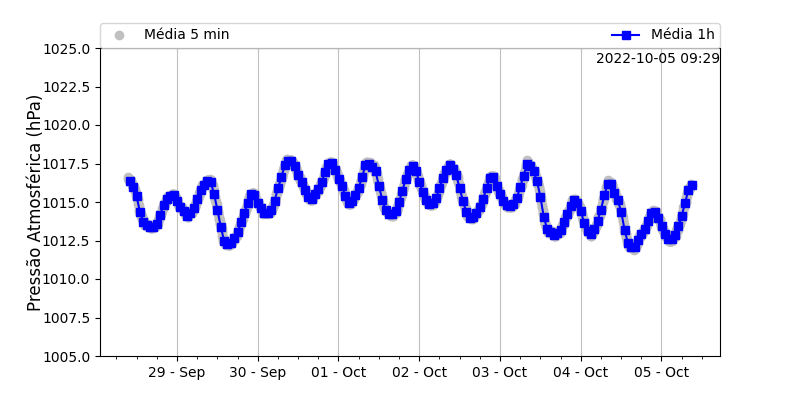 Média 5 min
Média 1h
2022-10-05 09:29
Pressão Atmosférica (hPa)
1025.0
1022.5
1020.0
1017.5
1015.0
1012.5
1010.0
1007.5
1005.0
29 - Sep
30 - Sep
01 - Oct
02 - Oct
03 - Oct
04 - Oct
05 - Oct